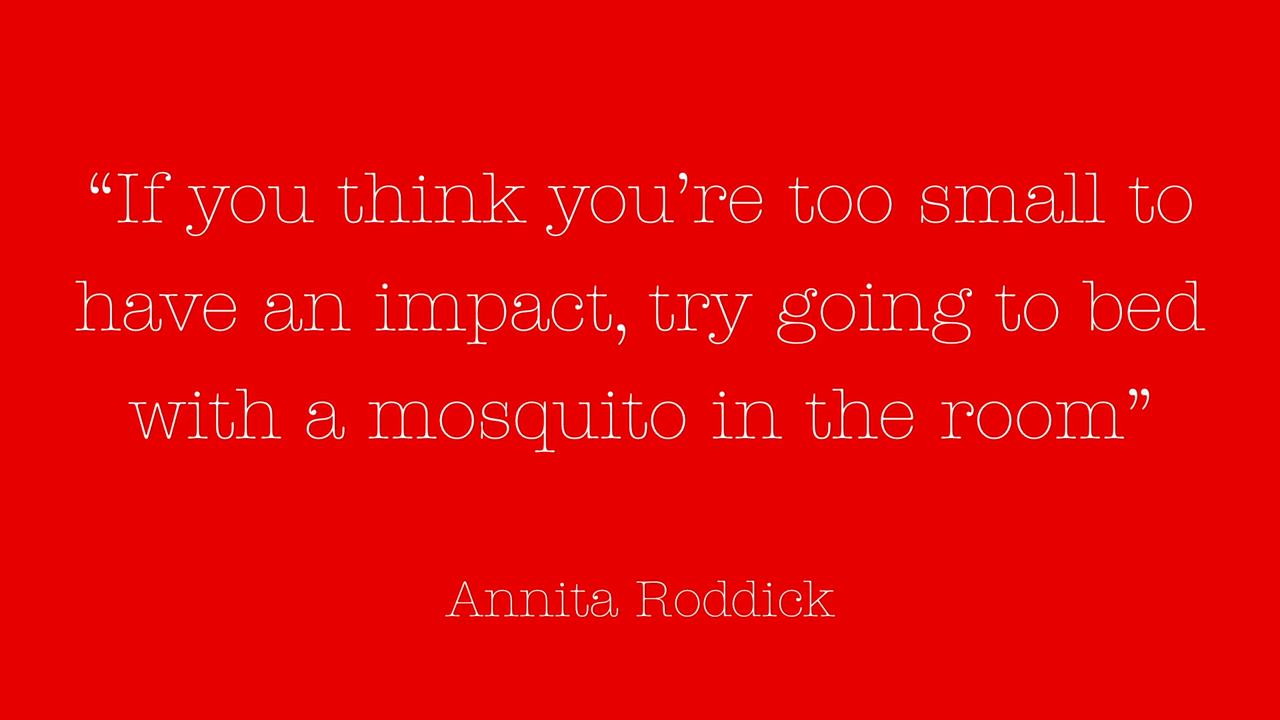 “If you think you’re too small to
have an impact, try going to bed
with a mosquito in the room”
Annita Roddick